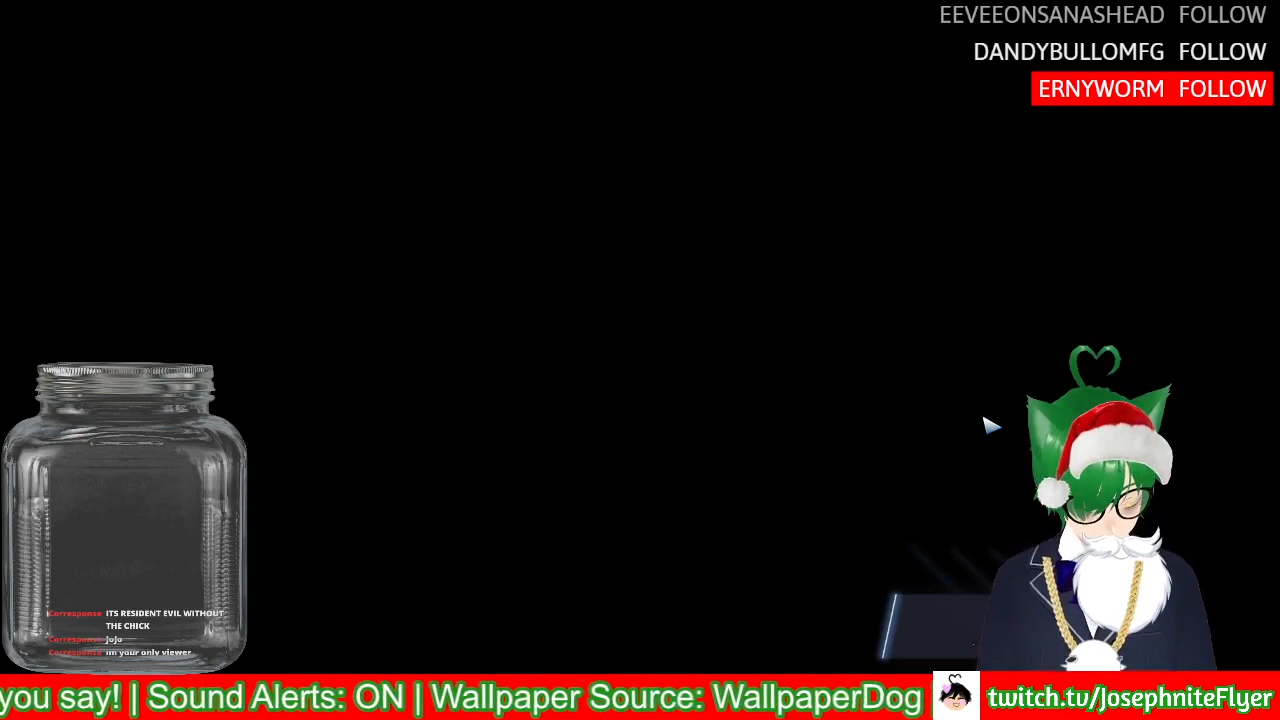 EEVEEONSANASHEAD FOLLOW
DANDYBULLOMFG FOLLOW
ERNYWORM FOLLOW
Corresponse ITS RESIDENT EVIL WITHOUT
THE CHICK
Corresponse JoJo
Corresponse im your only viewer
you say! | Sound Alerts: ON | Wallpaper Source: WallpaperDog
twitch.tv/JosephniteFlyer